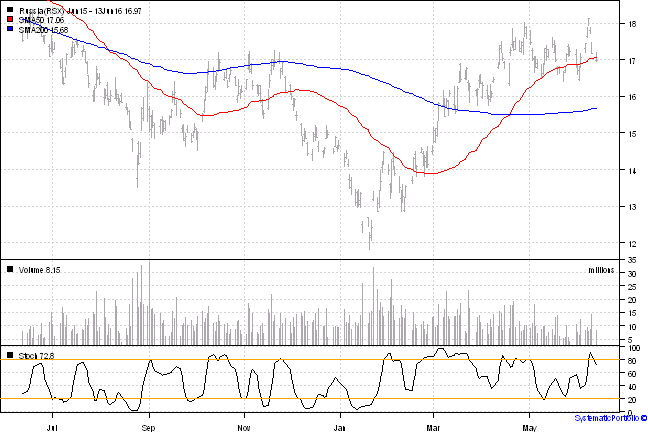 Russia(RSX) Jun15 - 13Jun16 16.97
SMA50 17.06
SMA200 15.68
18
17
16
15
14
13
12
Volume 8.15
millions
35
30
25
20
15
10
5
Stoch 72.8
100
80
60
40
20
0
Jul
Sep
Nov
Jan
Mar
May
SystematicPortfolio ©